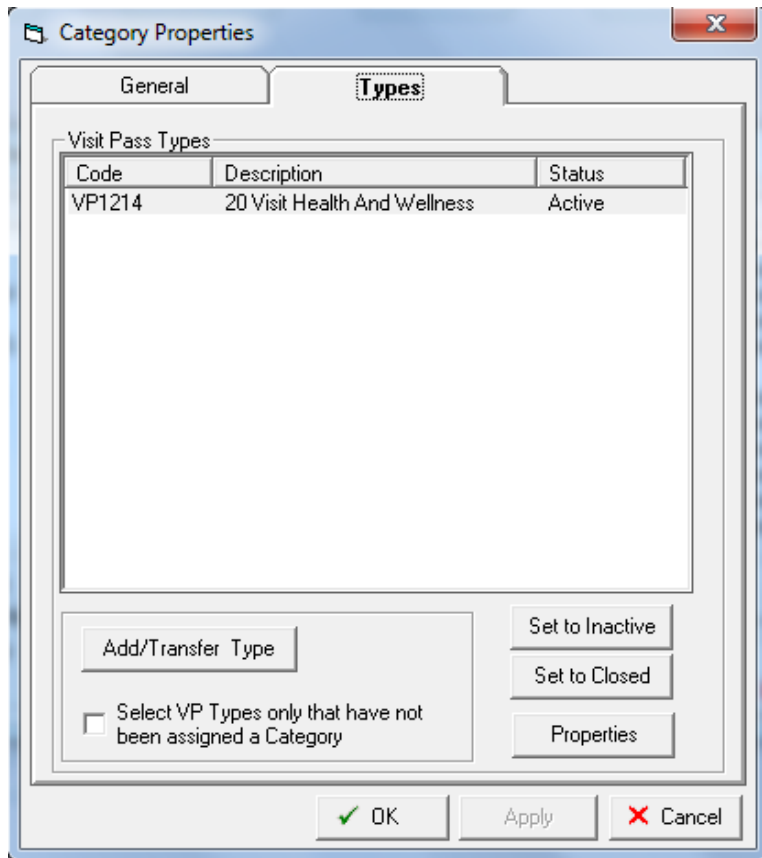 Category Properties
General Types
Visit Pass Types
Code Description Status
VP1214 20 Visit Health And Wellness Active
Add/Transfer Type
Select VP Types only that have not
been assigned a Category
Set to Inactive
Set to Closed
Properties
OK Apply Cancel